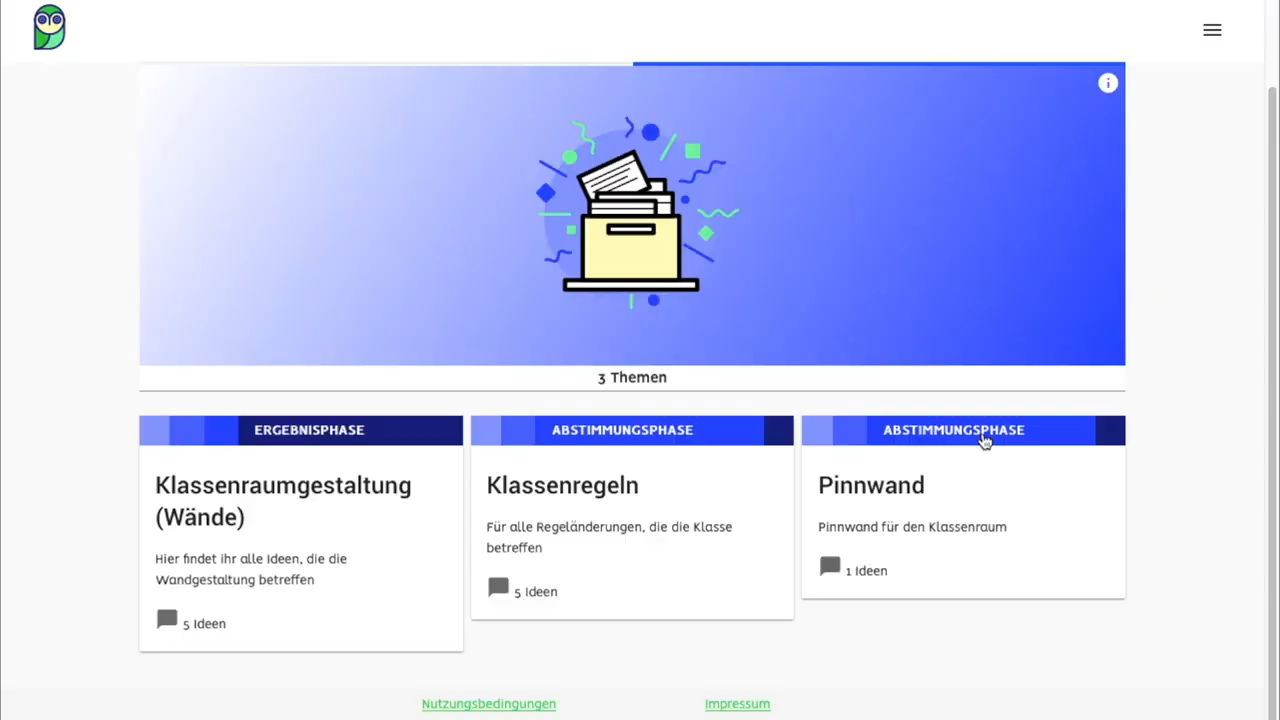 3 Themen
ERGEBNISPHASE
Klassenraumgestaltung
(Wände)
Hier findet ihr alle Ideen, die die
Wandgestaltung betreffen
5 Ideen
ABSTIMMUNGSPHASE
Klassenregeln
Für alle Regeländerungen, die die Klasse
betreffen
5 Ideen
ABSTIMMUNGSPHASE
Pinnwand
Pinnwand für den Klassenraum
1 Ideen
Nutzungsbedingungen
Impressum